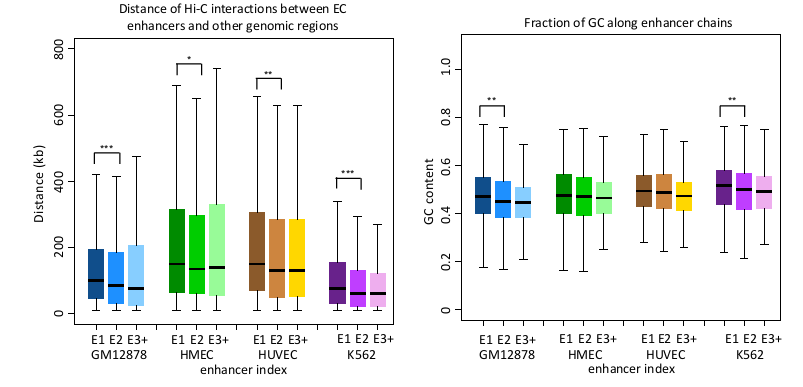 Distance of Hi-C interactions between EC
enhancers and other genomic regions
Distance (kb)
800
600
400
200
0
***
*
**
***
E1 E2 E3+ E1 E2 E3+ E1 E2 E3+ E1 E2 E3+
GM12878 HMEC HUVEC K562
enhancer index
Fraction of GC along enhancer chains
GC content
1.0
0.8
0.6
0.4
0.2
0
**
**
E1 E2 E3+ E1 E2 E3+ E1 E2 E3+ E1 E2 E3+
GM12878 HMEC HUVEC K562
enhancer index